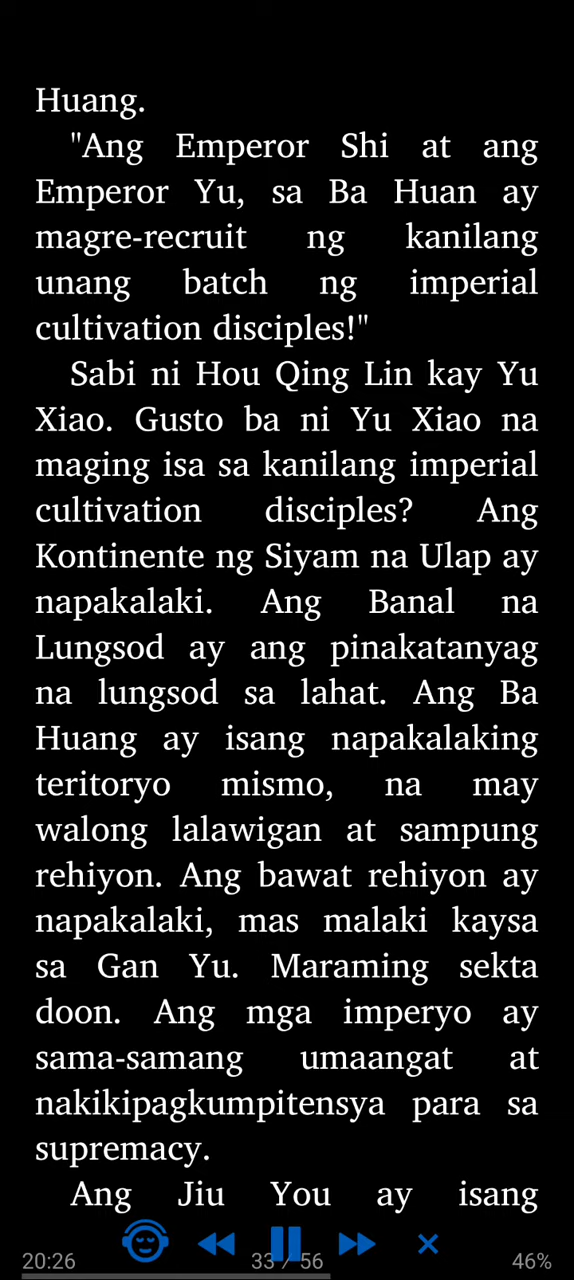 Huang.
"Ang Emperor Shi at ang
Emperor Yu, sa Ba Huan ay
magre-recruit ng kanilang
unang batch ng imperial
cultivation disciples!"
Sabi ni Hou Qing Lin kay Yu
Xiao. Gusto ba ni Yu Xiao na
maging isa sa kanilang imperial
cultivation disciples? Ang
Kontinente ng Siyam na Ulap ay
napakalaki. Ang Banal na
Lungsod ay ang pinakatanyag
na lungsod sa lahat. Ang Ba
Huang ay isang napakalaking
teritoryo mismo, na may
walong lalawigan at sampung
rehiyon. Ang bawat rehiyon ay
napakalaki, mas malaki kaysa
sa Gan Yu. Maraming sekta
doon. Ang mga imperyo ay
sama-samang umaangat at
nakikipagkumpitensya para sa
supremacy.
Ang Jiu You ay isang
20:26 33 / 56 46%